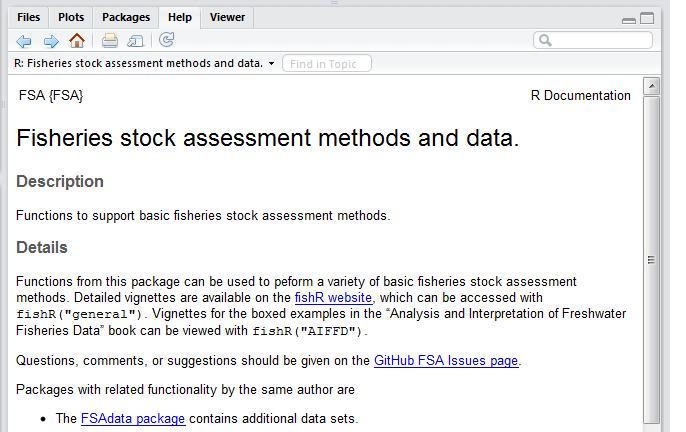 Files Plots Packages Help Viewer
R: Fisheries stock assessment methods and data. Find in Topic
FSA {FSA} R Documentation
Fisheries stock assessment methods and data.
Description
Functions to support basic fisheries stock assessment methods.
Details
Functions from this package can be used to peform a variety of basic fisheries stock assessment
methods. Detailed vignettes are available on the fishR website, which can be accessed with
fishR("general"). Vignettes for the boxed examples in the “Analysis and Interpretation of Freshwater
Fisheries Data” book can be viewed with fishR("AIFFD").
Questions, comments, or suggestions should be given on the GitHub FSA Issues page.
Packages with related functionality by the same author are
• The FSAdata package contains additional data sets.